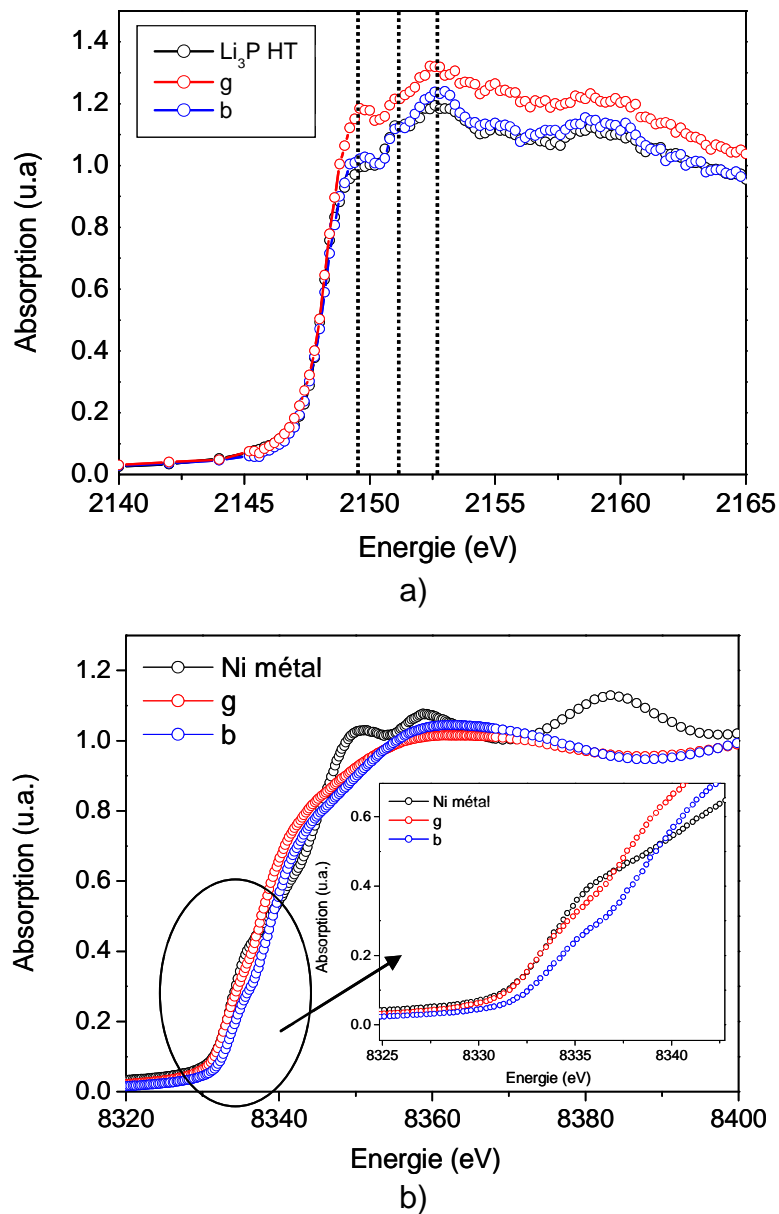 1.4
1.2
1.0
0.8
0.6
0.4
0.2
0.0
Absorption (u.a)
Li₃P HT
g
b
2140 2145 2150 2155 2160 2165
Energie (eV)
a)
1.2
1.0
0.8
0.6
0.4
0.2
0.0
Absorption (u.a.)
Ni métal
g
b
0.6
0.4
0.2
0.0
Absorption (u.a.)
Ni métal
g
b
8325 8330 8335 8340
Energie (eV)
8320 8340 8360 8380 8400
Energie (eV)
b)